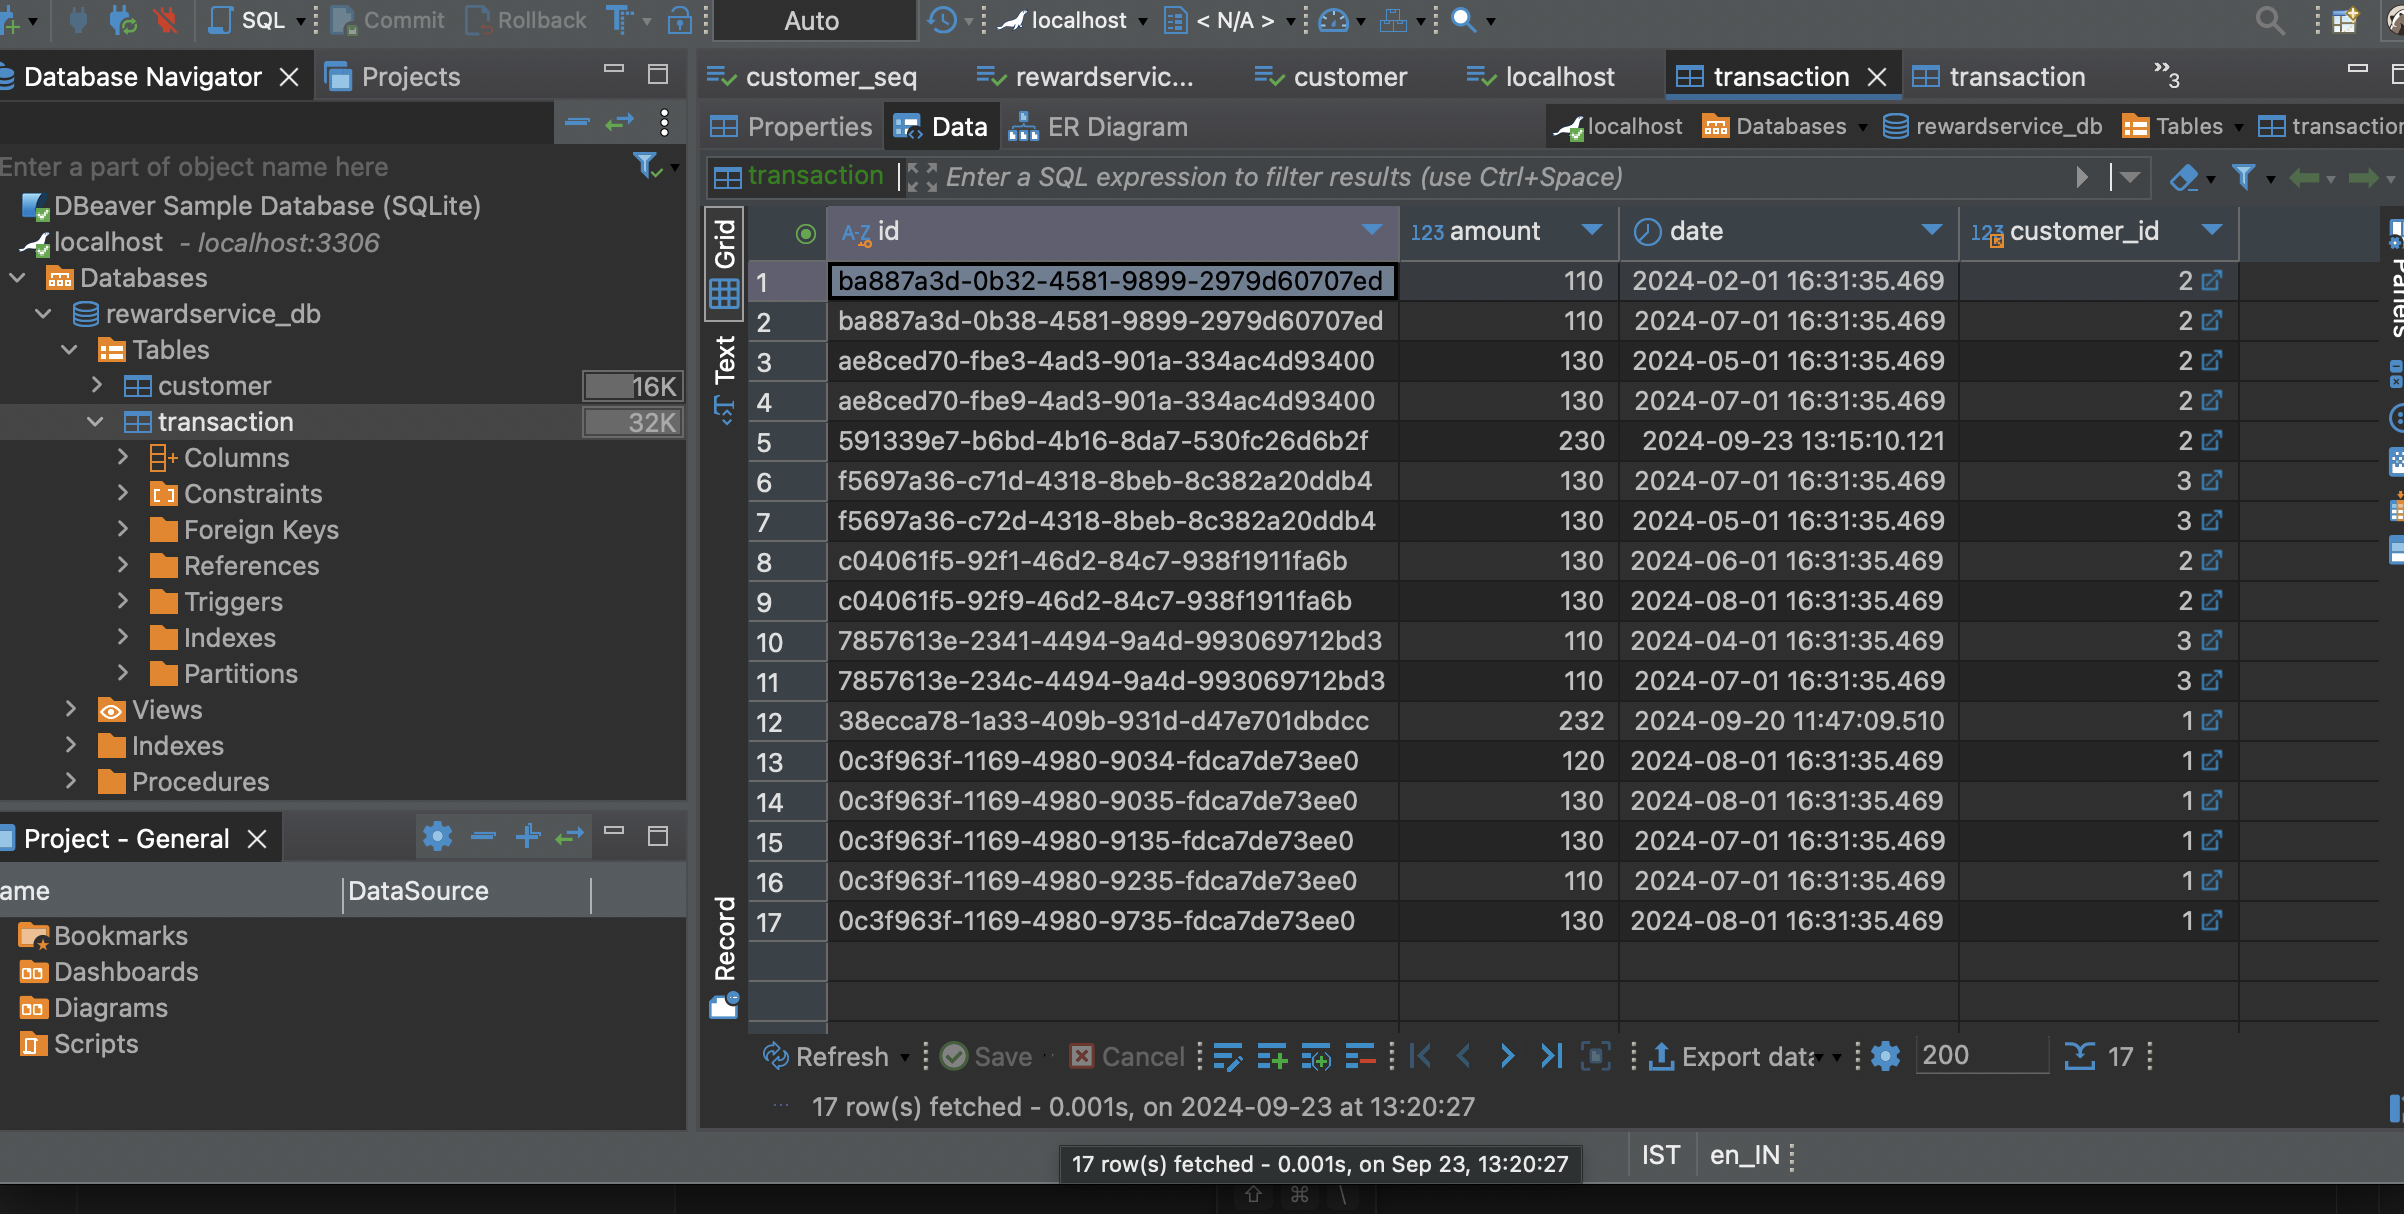 SQL Commit Rollback Auto localhost < N/A >
Database Navigator Projects
Enter a part of object name here
DBeaver Sample Database (SQLite)
localhost - localhost:3306
Databases
rewardservice_db
Tables
customer 16K
transaction 32K
Columns
Constraints
Foreign Keys
References
Triggers
Indexes
Partitions
Views
Indexes
Procedures
Project - General
ame DataSource
Bookmarks
Dashboards
Diagrams
Scripts
customer_seq rewardservic... customer localhost transaction transaction »3
Properties Data ER Diagram localhost Databases rewardservice_db Tables transaction
transaction Enter a SQL expression to filter results (use Ctrl+Space)
Grid
Text
Record
Panels
A-Z id 123 amount date 123 customer_id
1 ba887a3d-0b32-4581-9899-2979d60707ed 110 2024-02-01 16:31:35.469 2
2 ba887a3d-0b38-4581-9899-2979d60707ed 110 2024-07-01 16:31:35.469 2
3 ae8ced70-fbe3-4ad3-901a-334ac4d93400 130 2024-05-01 16:31:35.469 2
4 ae8ced70-fbe9-4ad3-901a-334ac4d93400 130 2024-07-01 16:31:35.469 2
5 591339e7-b6bd-4b16-8da7-530fc26d6b2f 230 2024-09-23 13:15:10.121 2
6 f5697a36-c71d-4318-8beb-8c382a20ddb4 130 2024-07-01 16:31:35.469 3
7 f5697a36-c72d-4318-8beb-8c382a20ddb4 130 2024-05-01 16:31:35.469 3
8 c04061f5-92f1-46d2-84c7-938f1911fa6b 130 2024-06-01 16:31:35.469 2
9 c04061f5-92f9-46d2-84c7-938f1911fa6b 130 2024-08-01 16:31:35.469 2
10 7857613e-2341-4494-9a4d-993069712bd3 110 2024-04-01 16:31:35.469 3
11 7857613e-234c-4494-9a4d-993069712bd3 110 2024-07-01 16:31:35.469 3
12 38ecca78-1a33-409b-931d-d47e701dbdcc 232 2024-09-20 11:47:09.510 1
13 0c3f963f-1169-4980-9034-fdca7de73ee0 120 2024-08-01 16:31:35.469 1
14 0c3f963f-1169-4980-9035-fdca7de73ee0 130 2024-08-01 16:31:35.469 1
15 0c3f963f-1169-4980-9135-fdca7de73ee0 130 2024-07-01 16:31:35.469 1
16 0c3f963f-1169-4980-9235-fdca7de73ee0 110 2024-07-01 16:31:35.469 1
17 0c3f963f-1169-4980-9735-fdca7de73ee0 130 2024-08-01 16:31:35.469 1
Refresh Save Cancel Export data 200 17
17 row(s) fetched - 0.001s, on 2024-09-23 at 13:20:27
17 row(s) fetched - 0.001s, on Sep 23, 13:20:27
IST en_IN
⇧ ⌘ \